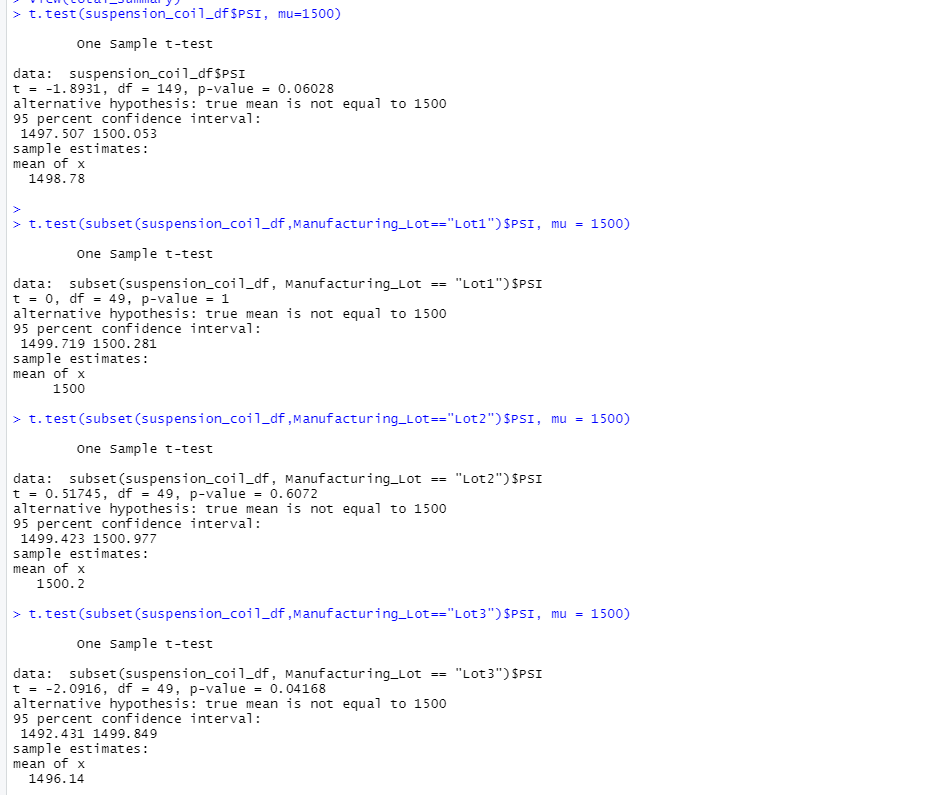 > View(total_summary)
> t.test(suspension_coil_df$PSI, mu=1500)
One Sample t-test
data:  suspension_coil_df$PSI
t = -1.8931, df = 149, p-value = 0.06028
alternative hypothesis: true mean is not equal to 1500
95 percent confidence interval:
1497.507 1500.053
sample estimates:
mean of x
1498.78
>
> t.test(subset(suspension_coil_df,Manufacturing_Lot=="Lot1")$PSI, mu = 1500)
One Sample t-test
data:  subset(suspension_coil_df, Manufacturing_Lot == "Lot1")$PSI
t = 0, df = 49, p-value = 1
alternative hypothesis: true mean is not equal to 1500
95 percent confidence interval:
1499.719 1500.281
sample estimates:
mean of x
1500
> t.test(subset(suspension_coil_df,Manufacturing_Lot=="Lot2")$PSI, mu = 1500)
One Sample t-test
data:  subset(suspension_coil_df, Manufacturing_Lot == "Lot2")$PSI
t = 0.51745, df = 49, p-value = 0.6072
alternative hypothesis: true mean is not equal to 1500
95 percent confidence interval:
1499.423 1500.977
sample estimates:
mean of x
1500.2
> t.test(subset(suspension_coil_df,Manufacturing_Lot=="Lot3")$PSI, mu = 1500)
One Sample t-test
data:  subset(suspension_coil_df, Manufacturing_Lot == "Lot3")$PSI
t = -2.0916, df = 49, p-value = 0.04168
alternative hypothesis: true mean is not equal to 1500
95 percent confidence interval:
1492.431 1499.849
sample estimates:
mean of x
1496.14